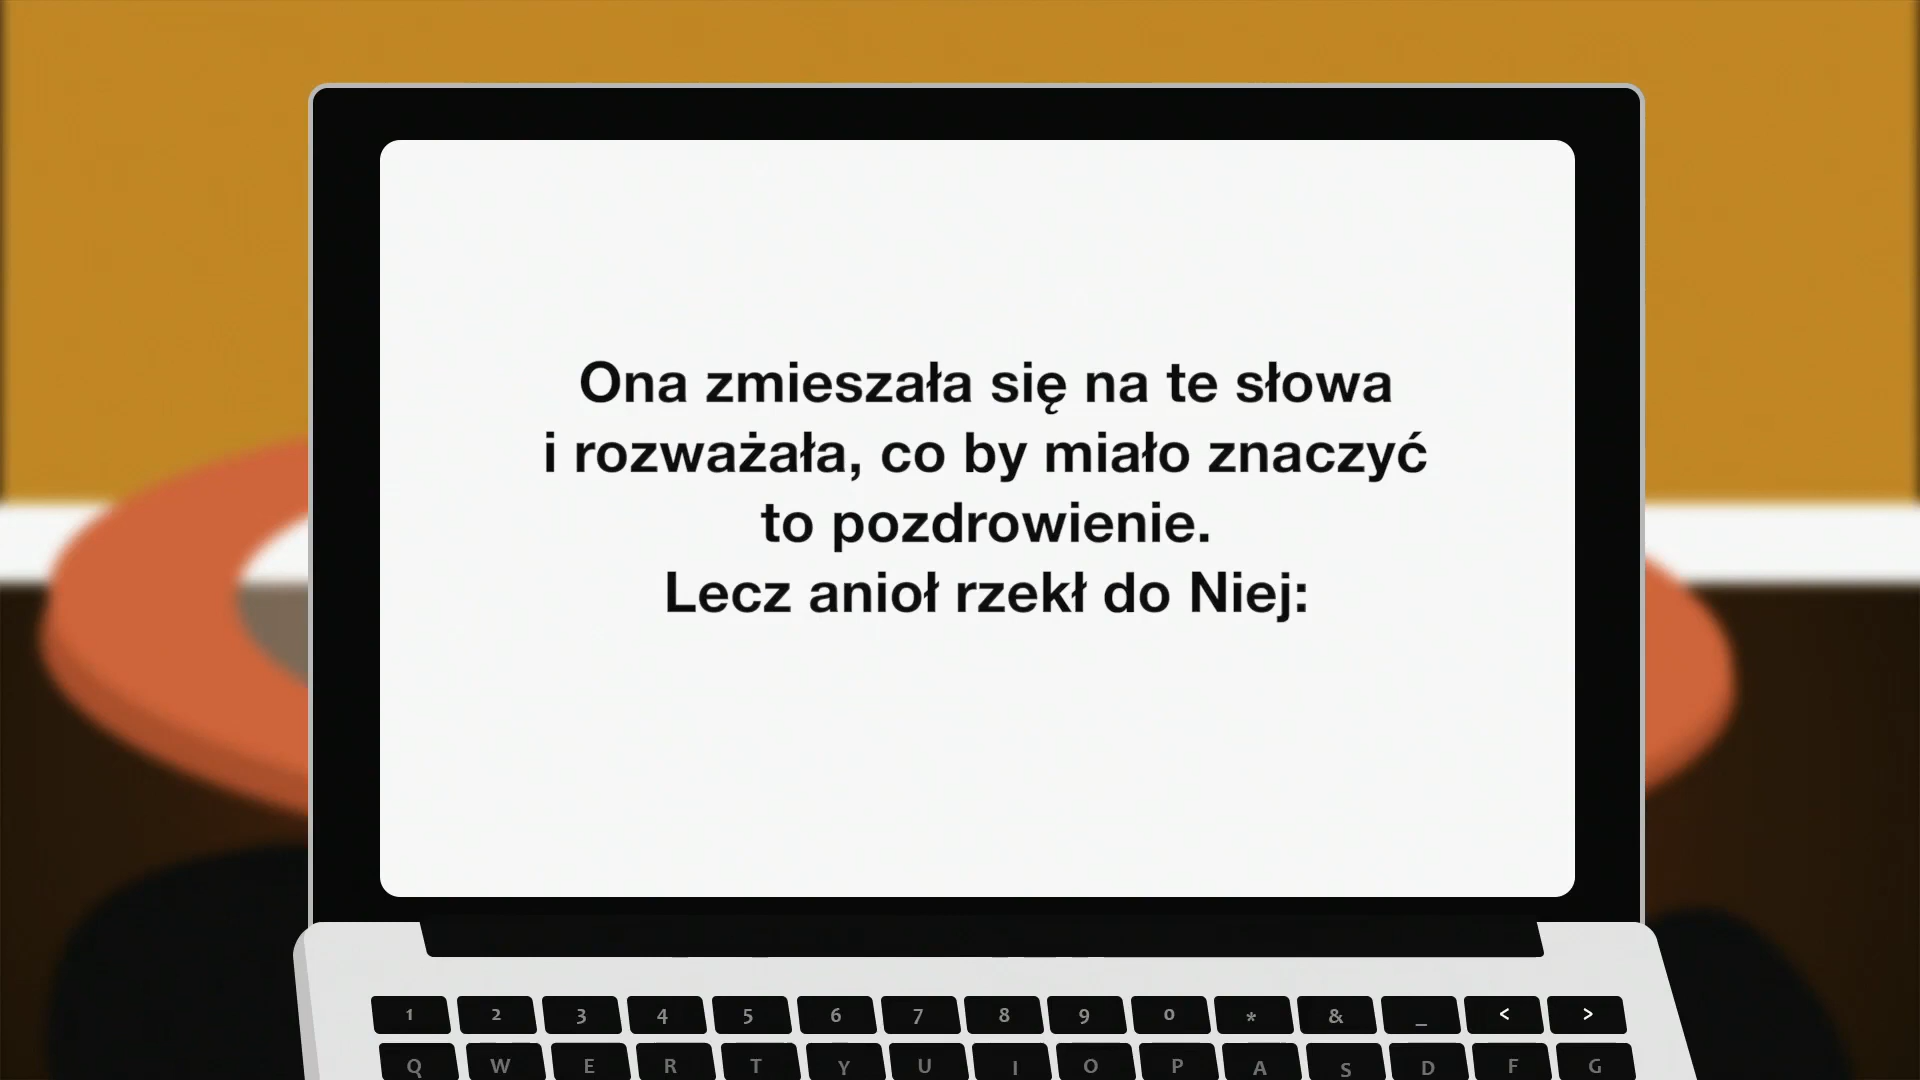 Ona zmieszała się na te słowa
i rozważała, co by miało znaczyć
to pozdrowienie.
Lecz anioł rzekł do Niej:
1 2 3 4 5 6 7 8 9 0 * & _ < >
Q W E R T Y U I O P A S D F G